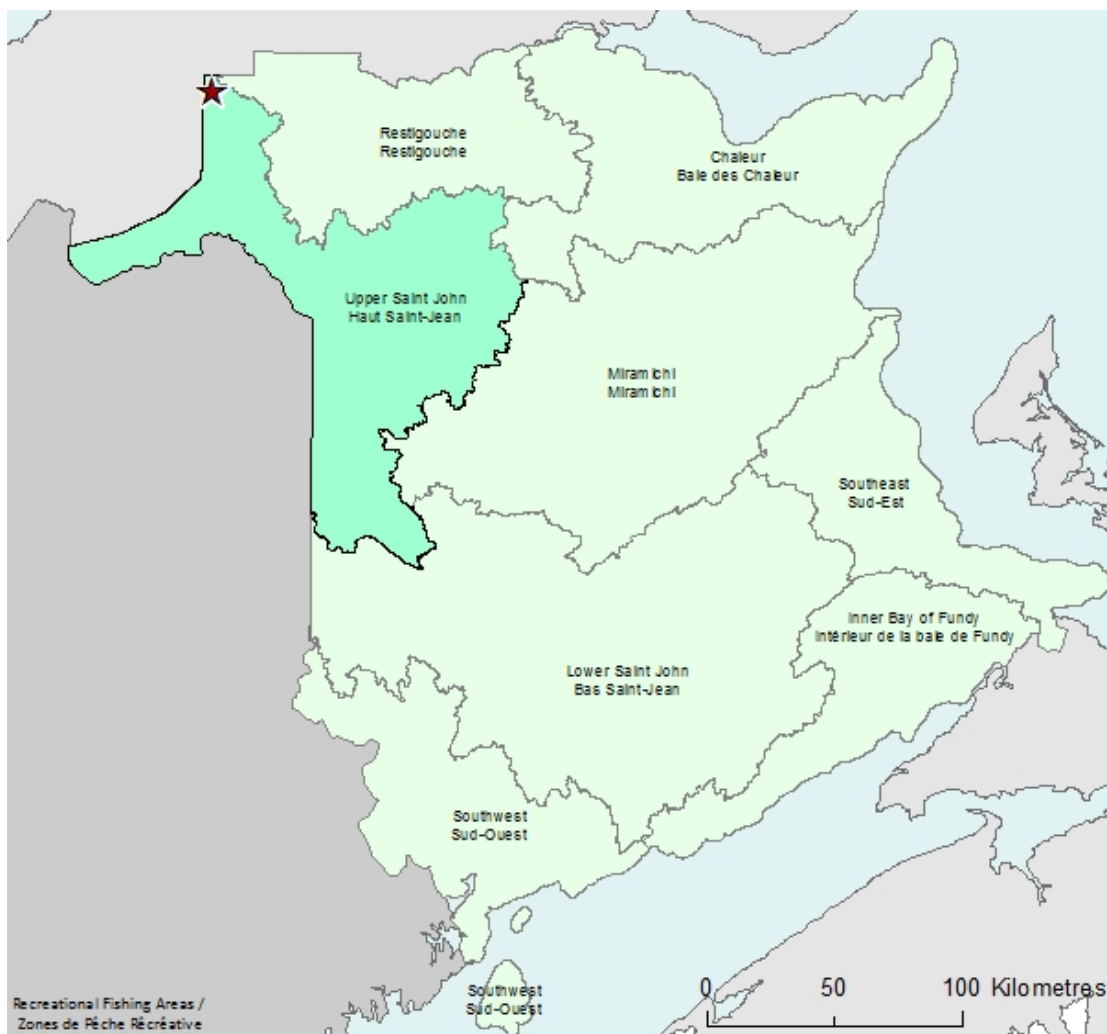 Restigouche
Restigouche
Chaleur
Baie des Chaleur
Upper Saint John
Haut Saint-Jean
Miramichi
Miramichi
Southeast
Sud-Est
Inner Bay of Fundy
Intérieur de la baie de Fundy
Lower Saint John
Bas Saint-Jean
Southwest
Sud-Ouest
Southwest
Sud-Ouest
0 50 100 Kilometres
Recreational Fishing Areas /
Zones de Pêche Récréative